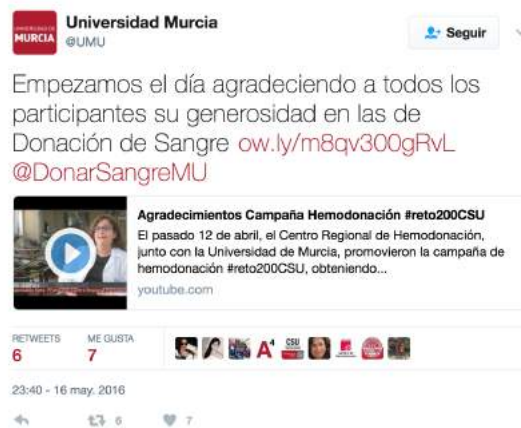 Universidad Murcia
@UMU
Seguir
Empezamos el día agradeciendo a todos los
participantes su generosidad en las de
Donación de Sangre ow.ly/m8qv300gRvL
@DonarSangreMU
Agradecimientos Campaña Hemodonación #reto200CSU
El pasado 12 de abril, el Centro Regional de Hemodonación,
junto con la Universidad de Murcia, promovieron la campaña de
hemodonación #reto200CSU, obteniendo...
youtube.com
RETWEETS
6
ME GUSTA
7
23:40 - 16 may. 2016
6
7
MURCIA
CSU